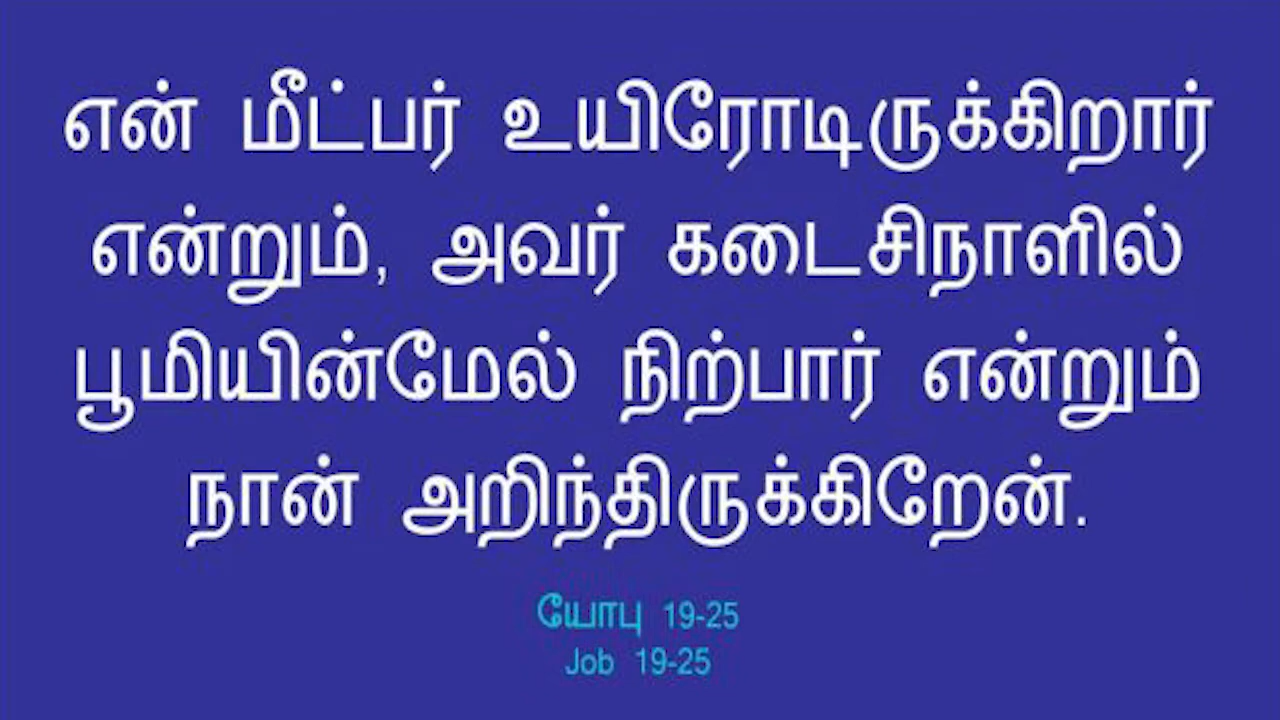 என் மீட்பர் உயிரோடிருக்கிறார்
என்றும், அவர் கடைசிநாளில்
பூமியின்மேல் நிற்பார் என்றும்
நான் அறிந்திருக்கிறேன்.
யோபு 19-25
Job 19-25